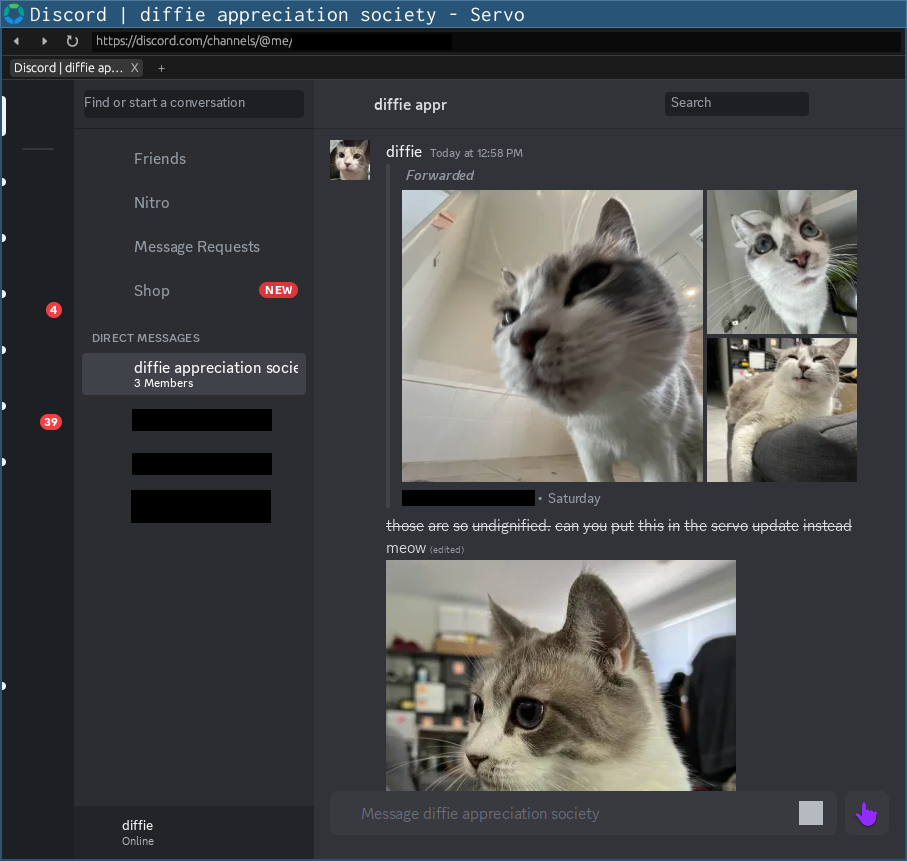 Discord | diffie appreciation society - Servo
https://discord.com/channels/@me/
Discord | diffie ap... X +
Find or start a conversation
Friends
Nitro
Message Requests
Shop NEW
4
39
DIRECT MESSAGES
diffie appreciation socie
3 Members
diffie
Online
diffie appr
Search
diffie Today at 12:58 PM
Forwarded
• Saturday
those are so undignified. can you put this in the servo update instead
meow (edited)
Message diffie appreciation society